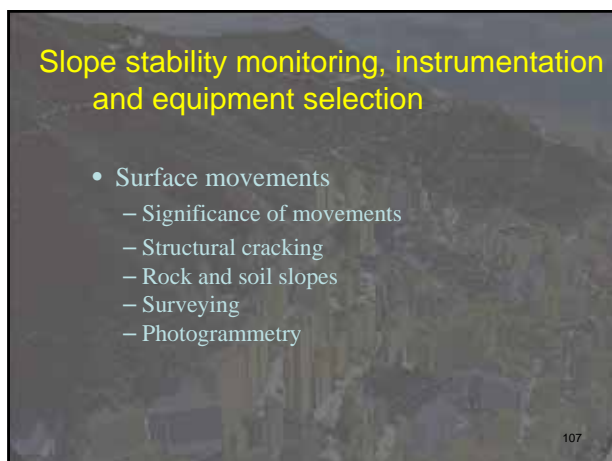 Slope stability monitoring, instrumentation
and equipment selection
• Surface movements
– Significance of movements
– Structural cracking
– Rock and soil slopes
– Surveying
– Photogrammetry
107